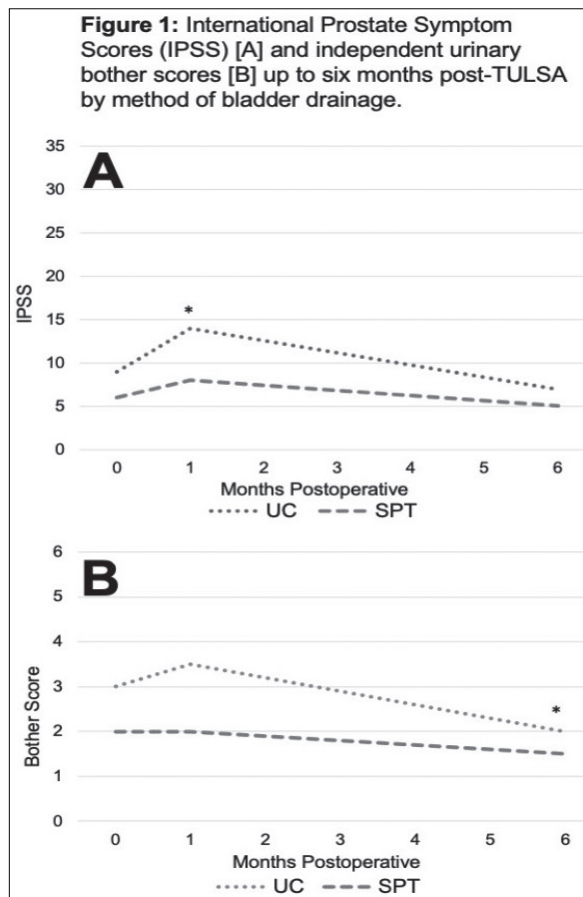 Figure 1: International Prostate Symptom
Scores (IPSS) [A] and independent urinary
bother scores [B] up to six months post-TULSA
by method of bladder drainage.
A
35
30
25
20
15
10
5
0
IPSS
*
0 1 2 3 4 5 6
Months Postoperative
UC SPT
B
6
5
4
3
2
1
0
Bother Score
*
0 1 2 3 4 5 6
Months Postoperative
UC SPT